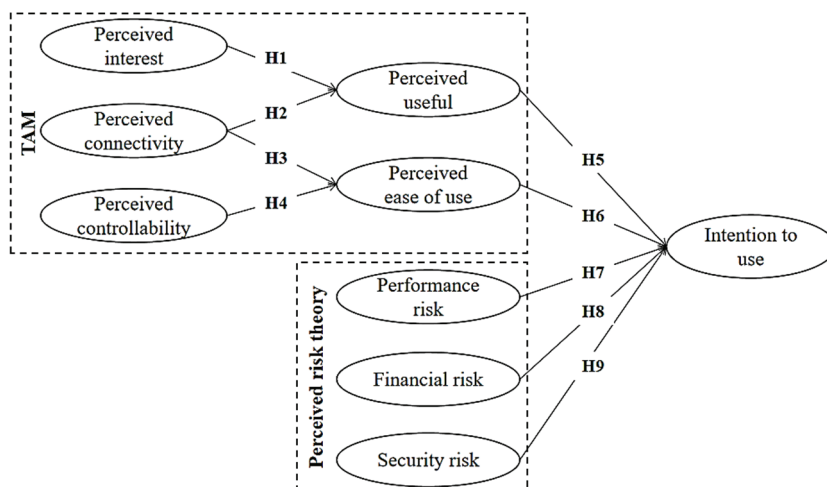 Perceived
interest
H1
Perceived
useful
H2
TAM
Perceived
connectivity
H3
H5
Perceived
ease of use
Perceived
controllability
H4
H6
Intention to
use
H7
Perceived risk theory
Performance
risk
H8
H9
Financial risk
Security risk